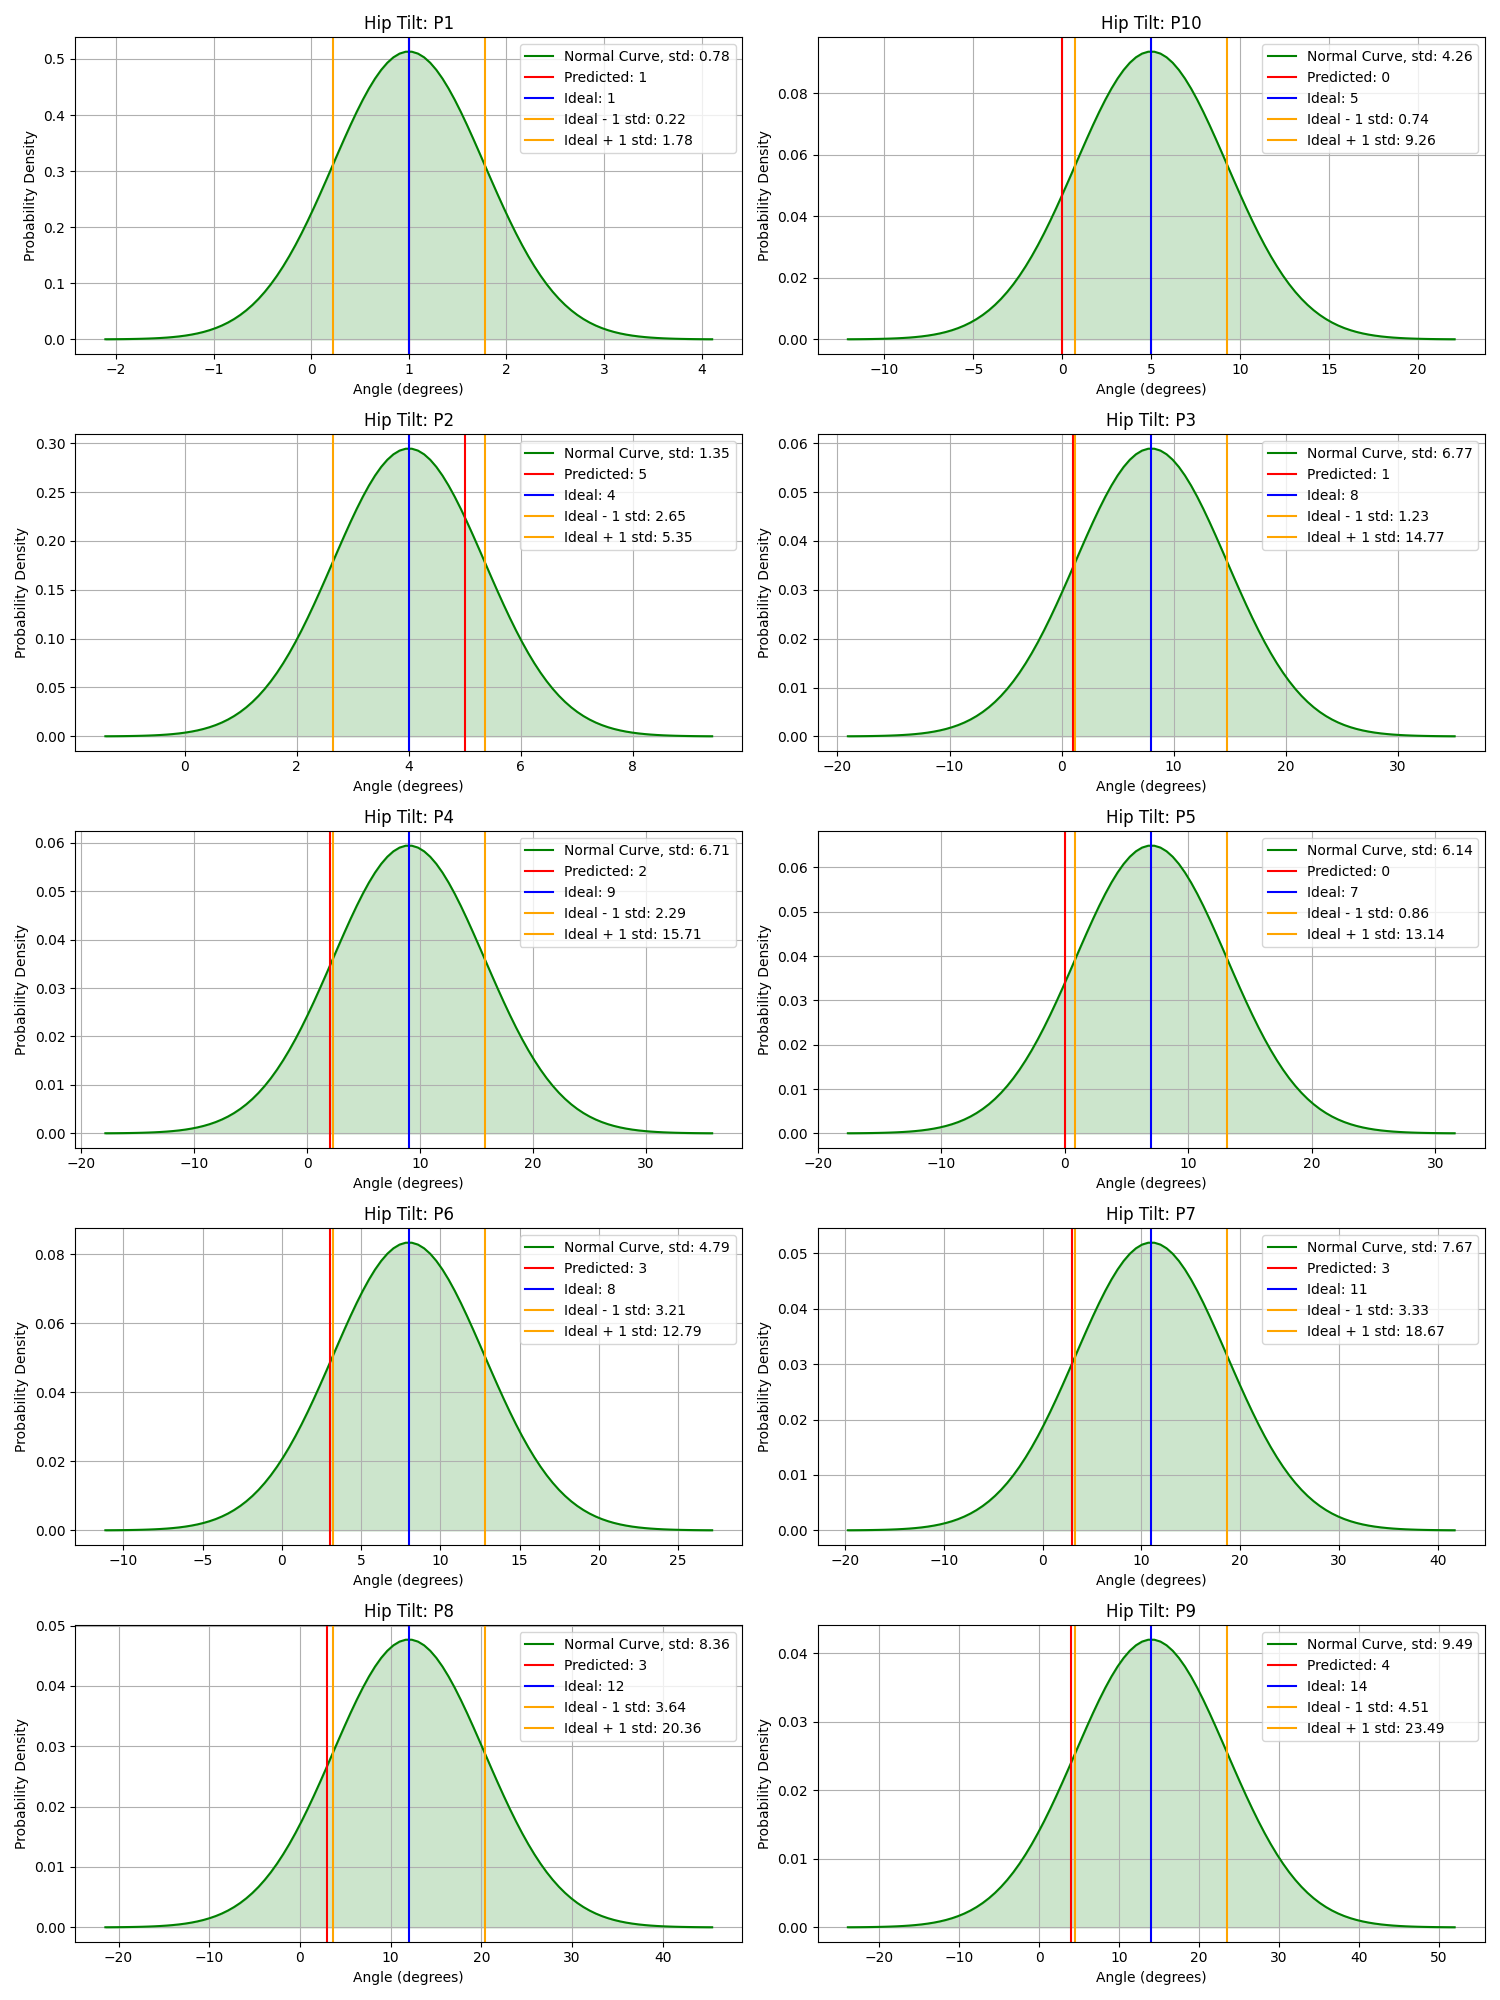 Hip Tilt: P1
Probability Density
0.5
0.4
0.3
0.2
0.1
0.0
Normal Curve, std: 0.78
Predicted: 1
Ideal: 1
Ideal - 1 std: 0.22
Ideal + 1 std: 1.78
−2 −1 0 1 2 3 4
Angle (degrees)
Hip Tilt: P10
Probability Density
0.08
0.06
0.04
0.02
0.00
Normal Curve, std: 4.26
Predicted: 0
Ideal: 5
Ideal - 1 std: 0.74
Ideal + 1 std: 9.26
−10 −5 0 5 10 15 20
Angle (degrees)
Hip Tilt: P2
Probability Density
0.30
0.25
0.20
0.15
0.10
0.05
0.00
Normal Curve, std: 1.35
Predicted: 5
Ideal: 4
Ideal - 1 std: 2.65
Ideal + 1 std: 5.35
0 2 4 6 8
Angle (degrees)
Hip Tilt: P3
Probability Density
0.06
0.05
0.04
0.03
0.02
0.01
0.00
Normal Curve, std: 6.77
Predicted: 1
Ideal: 8
Ideal - 1 std: 1.23
Ideal + 1 std: 14.77
−20 −10 0 10 20 30
Angle (degrees)
Hip Tilt: P4
Probability Density
0.06
0.05
0.04
0.03
0.02
0.01
0.00
Normal Curve, std: 6.71
Predicted: 2
Ideal: 9
Ideal - 1 std: 2.29
Ideal + 1 std: 15.71
−20 −10 0 10 20 30
Angle (degrees)
Hip Tilt: P5
Probability Density
0.06
0.05
0.04
0.03
0.02
0.01
0.00
Normal Curve, std: 6.14
Predicted: 0
Ideal: 7
Ideal - 1 std: 0.86
Ideal + 1 std: 13.14
−20 −10 0 10 20 30
Angle (degrees)
Hip Tilt: P6
Probability Density
0.08
0.06
0.04
0.02
0.00
Normal Curve, std: 4.79
Predicted: 3
Ideal: 8
Ideal - 1 std: 3.21
Ideal + 1 std: 12.79
−10 −5 0 5 10 15 20 25
Angle (degrees)
Hip Tilt: P7
Probability Density
0.05
0.04
0.03
0.02
0.01
0.00
Normal Curve, std: 7.67
Predicted: 3
Ideal: 11
Ideal - 1 std: 3.33
Ideal + 1 std: 18.67
−20 −10 0 10 20 30 40
Angle (degrees)
Hip Tilt: P8
Probability Density
0.05
0.04
0.03
0.02
0.01
0.00
Normal Curve, std: 8.36
Predicted: 3
Ideal: 12
Ideal - 1 std: 3.64
Ideal + 1 std: 20.36
−20 −10 0 10 20 30 40
Angle (degrees)
Hip Tilt: P9
Probability Density
0.04
0.03
0.02
0.01
0.00
Normal Curve, std: 9.49
Predicted: 4
Ideal: 14
Ideal - 1 std: 4.51
Ideal + 1 std: 23.49
−20 −10 0 10 20 30 40 50
Angle (degrees)